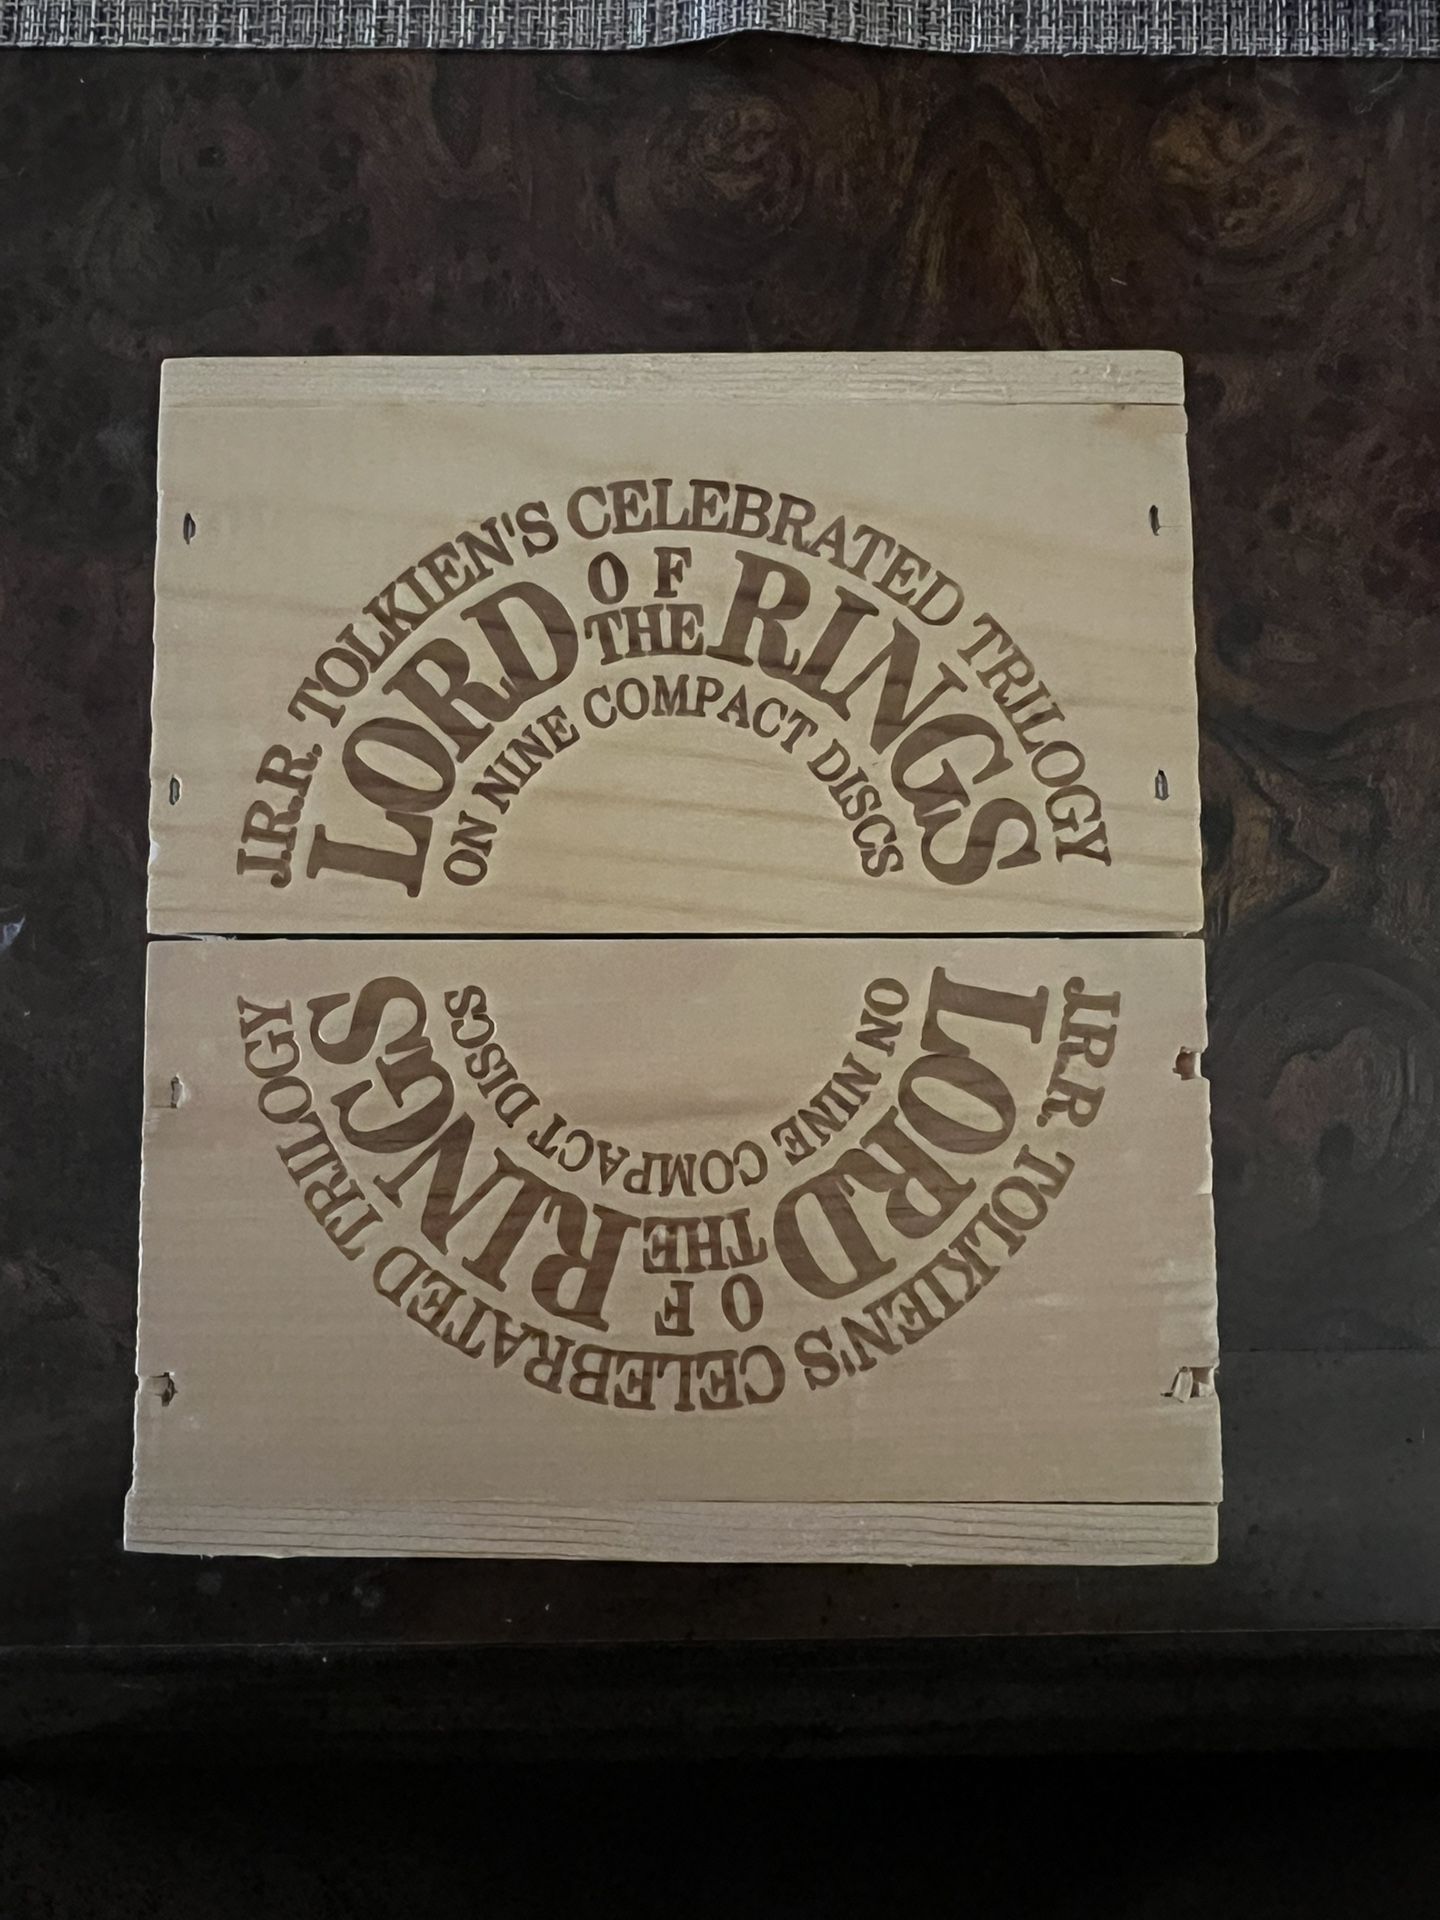 J.R.R. TOLKIEN'S CELEBRATED TRILOGY
LORD OF THE RINGS
ON NINE COMPACT DISCS
J.R.R. TOLKIEN'S CELEBRATED TRILOGY
LORD OF THE RINGS
ON NINE COMPACT DISCS